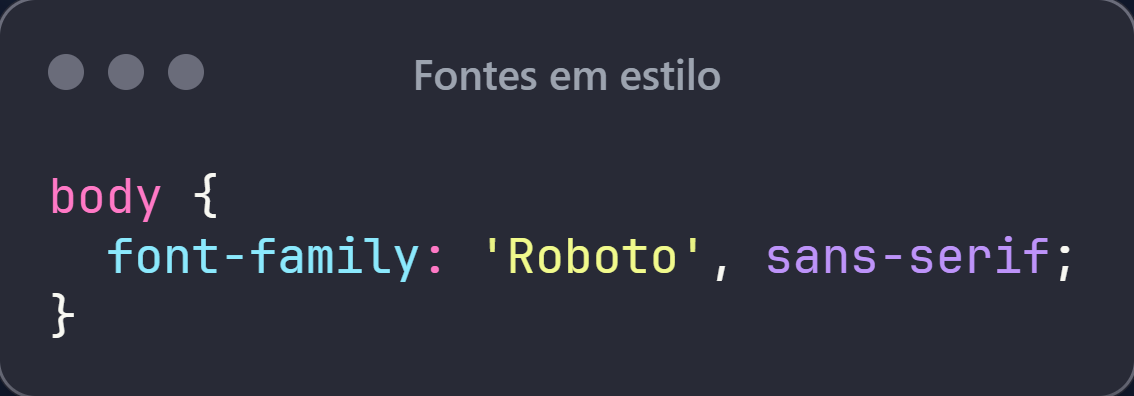 Fontes em estilo
body {
  font-family: 'Roboto', sans-serif;
}